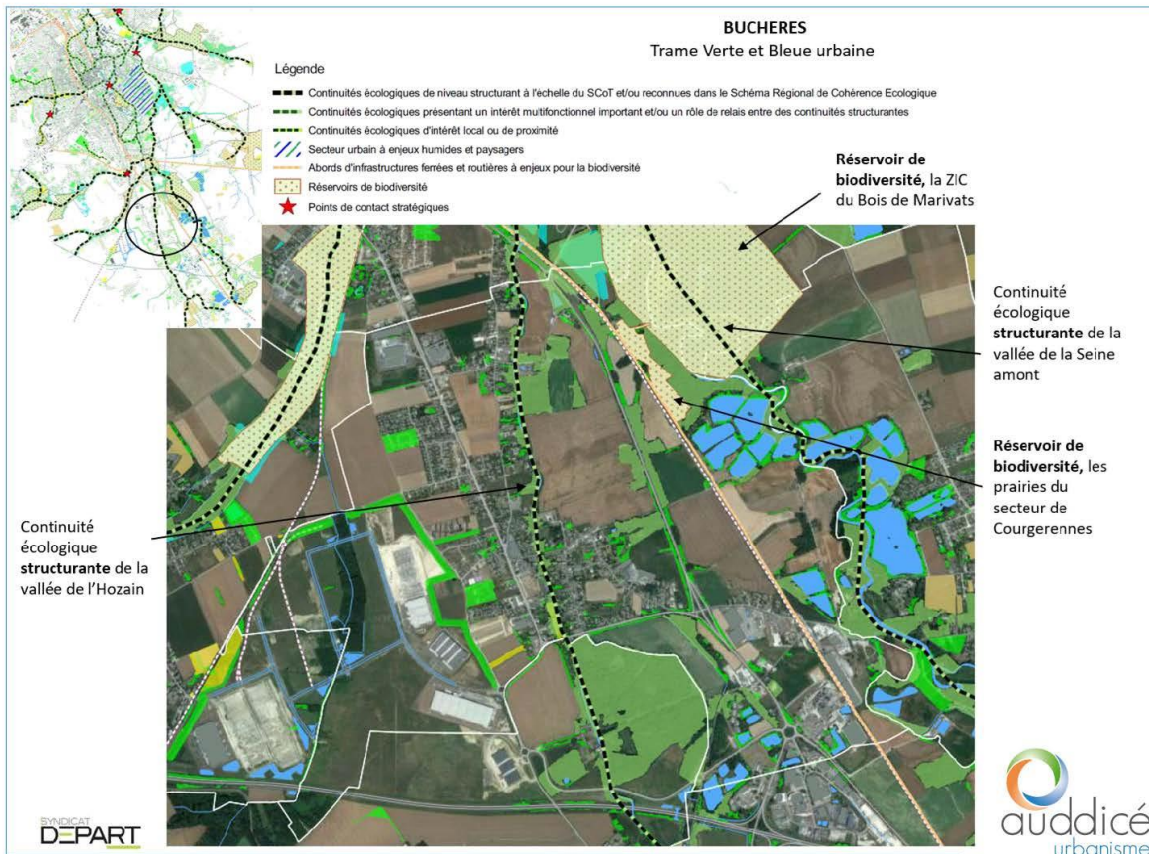 BUCHERES
Trame Verte et Bleue urbaine
Légende
Continuités écologiques de niveau structurant à l'échelle du SCoT et/ou reconnues dans le Schéma Régional de Cohérence Ecologique
Continuités écologiques présentant un intérêt multifonctionnel important et/ou un rôle de relais entre des continuités structurantes
Continuités écologiques d'intérêt local ou de proximité
Secteur urbain à enjeux humides et paysagers
Abords d'infrastructures ferrées et routières à enjeux pour la biodiversité
Réservoirs de biodiversité
Points de contact stratégiques
Réservoir de
biodiversité, la ZIC
du Bois de Marivats
Continuité
écologique
structurante de la
vallée de la Seine
amont
Réservoir de
biodiversité, les
prairies du
secteur de
Courgerennes
Continuité
écologique
structurante de la
vallée de l'Hozain
SYNDICAT
DEPART
auddicé
urbanisme